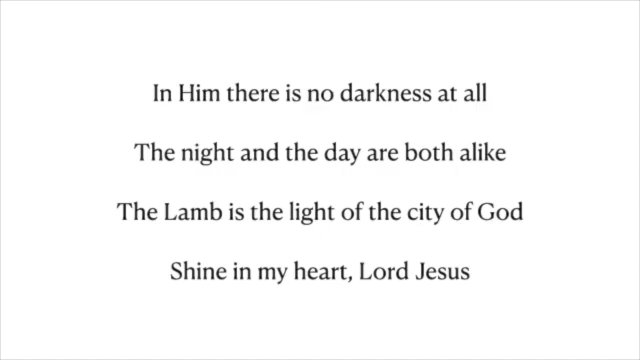 In Him there is no darkness at all
The night and the day are both alike
The Lamb is the light of the city of God
Shine in my heart, Lord Jesus